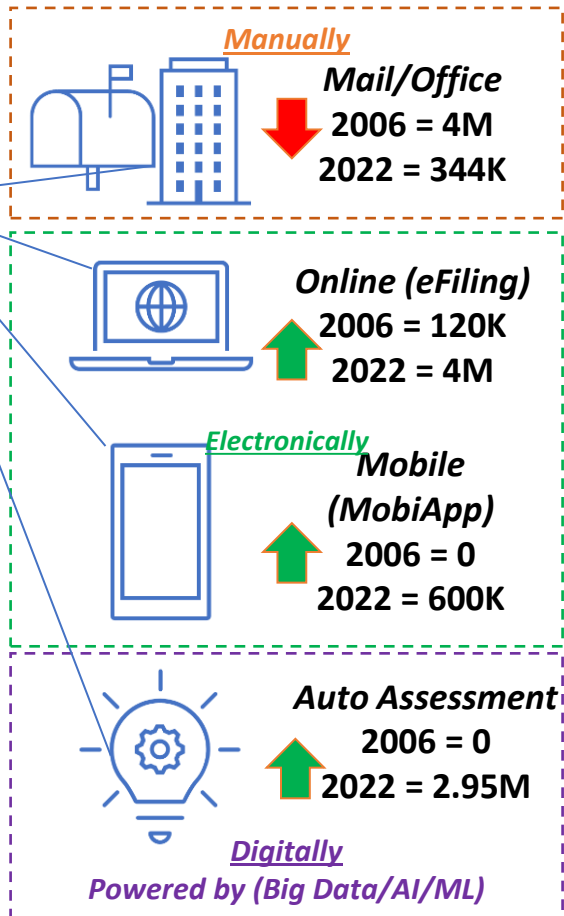 Manually
Mail/Office
2006 = 4M
2022 = 344K
Online (eFiling)
2006 = 120K
2022 = 4M
Electronically
Mobile
(MobiApp)
2006 = 0
2022 = 600K
Auto Assessment
2006 = 0
2022 = 2.95M
Digitally
Powered by (Big Data/AI/ML)